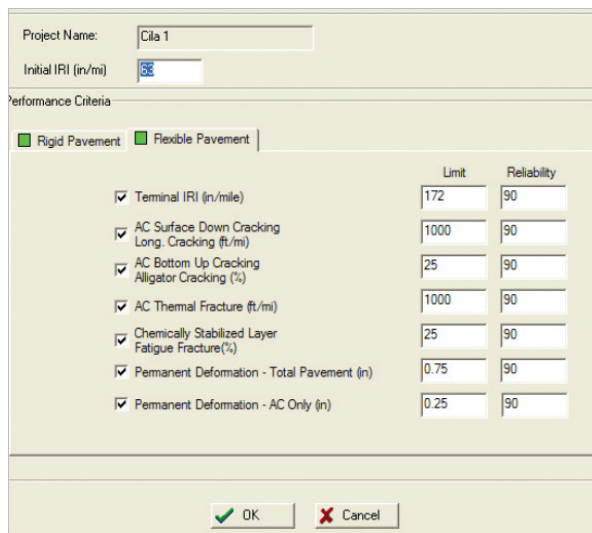 Project Name: Cila 1
Initial IRI (in/mi) 63
Performance Criteria
Rigid Pavement Flexible Pavement
Limit Reliability
Terminal IRI (in/mile) 172 90
AC Surface Down Cracking
Long. Cracking (ft/mi) 1000 90
AC Bottom Up Cracking
Alligator Cracking (%) 25 90
AC Thermal Fracture (ft/mi) 1000 90
Chemically Stabilized Layer
Fatigue Fracture(%) 25 90
Permanent Deformation - Total Pavement (in) 0.75 90
Permanent Deformation - AC Only (in) 0.25 90
OK Cancel